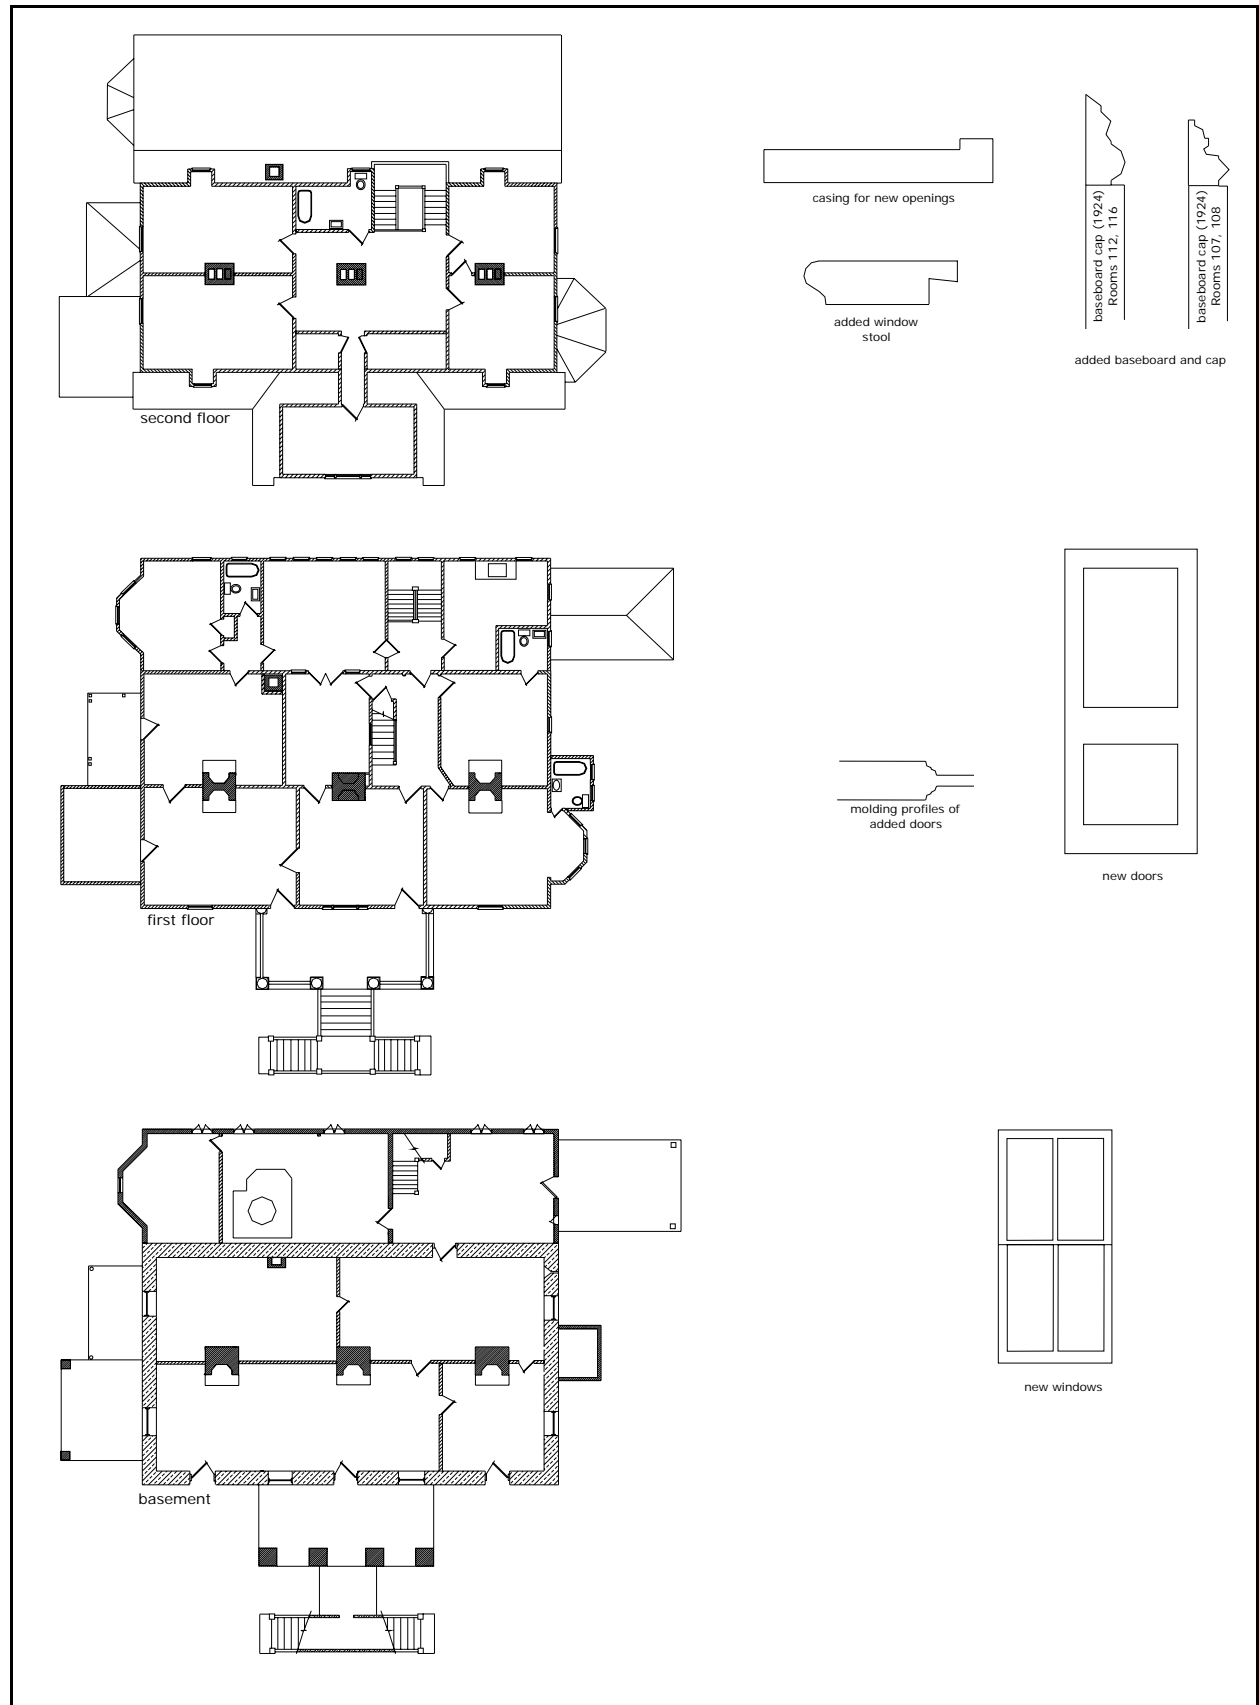 second floor
casing for new openings
added window
stool
baseboard cap (1924)
Rooms 112, 116
baseboard cap (1924)
Rooms 107, 108
added baseboard and cap
first floor
molding profiles of
added doors
new doors
basement
new windows